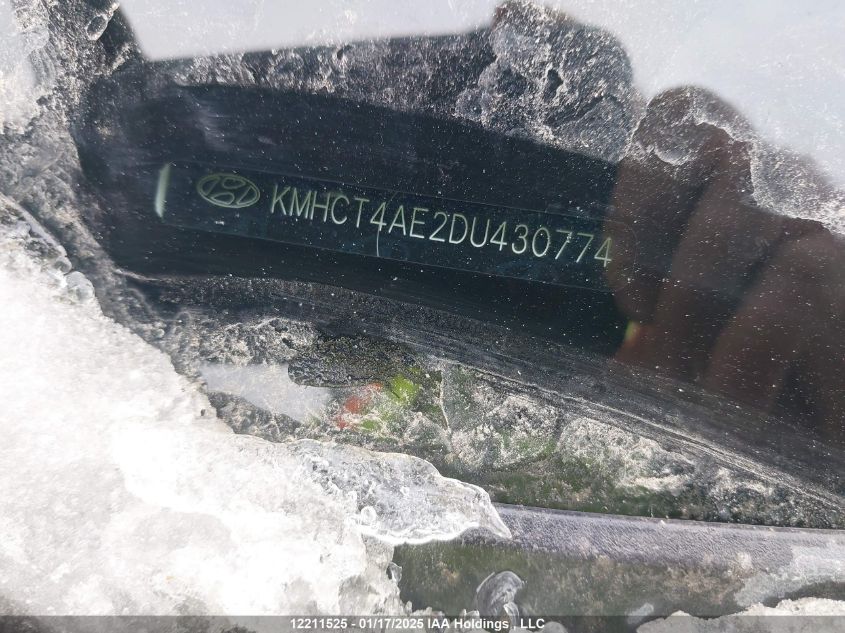 KMHCT4AE2DU430774
12211525 - 01/17/2025 IAA Holdings , LLC